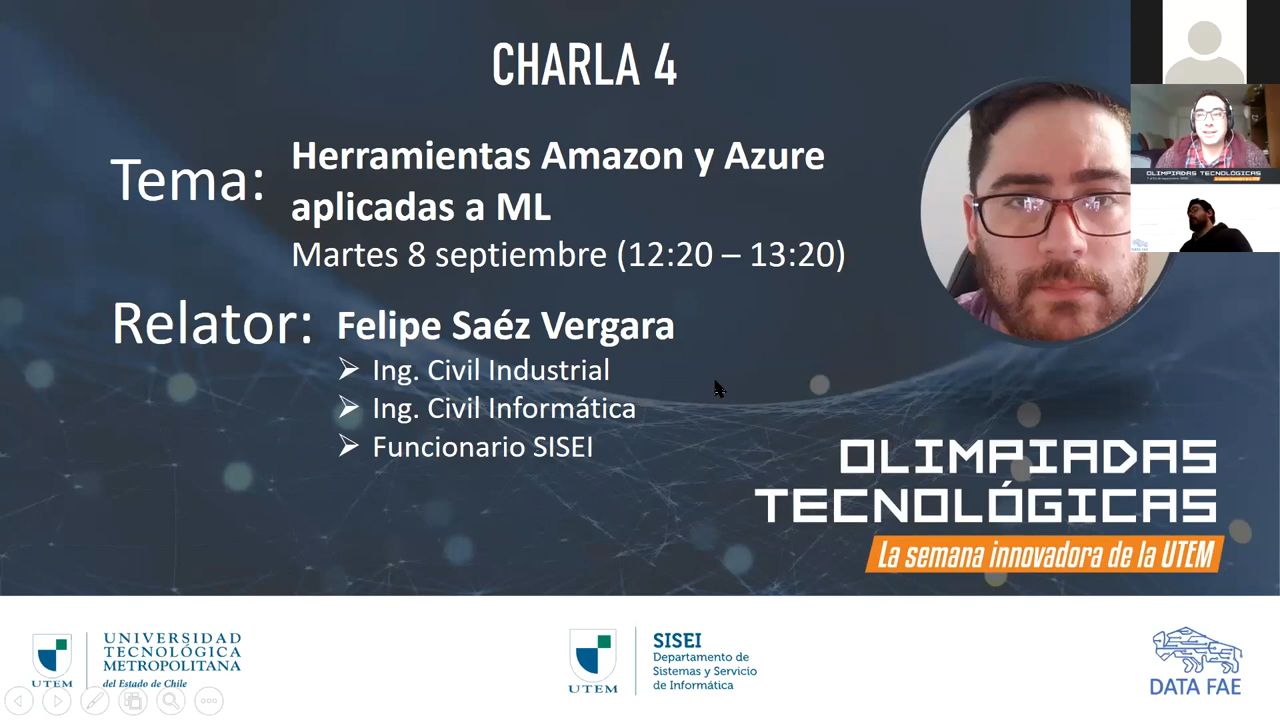 CHARLA 4
Tema:
Herramientas Amazon y Azure
aplicadas a ML
Martes 8 septiembre (12:20 – 13:20)
Relator:
Felipe Saéz Vergara
Ing. Civil Industrial
Ing. Civil Informática
Funcionario SISEI
OLIMPIADAS TECNOLÓGICAS
OLIMPIADAS
TECNOLÓGICAS
La semana innovadora de la UTEM
UTEM
UNIVERSIDAD
TECNOLÓGICA
METROPOLITANA
del Estado de Chile
UTEM
SISEI
Departamento de
Sistemas y Servicio
de Informática
DATA FAE